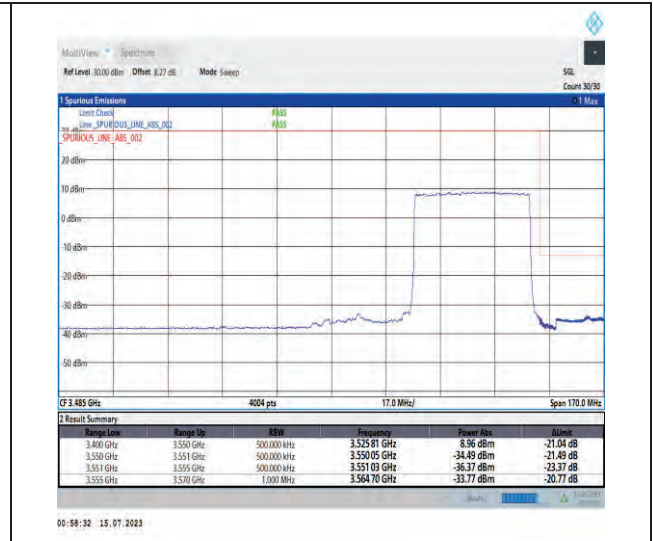 MultiView Spectrum
Ref Level 30.00 dBm Offset 8.27 dB Mode Sweep SGL
Count 30/30
1 Spurious Emissions 1 Max
Limit Check PASS
Line _SPURIOUS_LINE_ABS_002 PASS
_SPURIOUS_LINE_ABS_002
20 dBm
10 dBm
0 dBm
-10 dBm
-20 dBm
-30 dBm
-40 dBm
-50 dBm
CF 3.485 GHz 4004 pts 17.0 MHz/ Span 170.0 MHz
2 Result Summary
Range Low Range Up RBW Frequency Power Abs ΔLimit
3.400 GHz 3.550 GHz 500.000 kHz 3.525 81 GHz 8.96 dBm -21.04 dB
3.550 GHz 3.551 GHz 500.000 kHz 3.550 05 GHz -34.49 dBm -21.49 dB
3.551 GHz 3.555 GHz 500.000 kHz 3.551 03 GHz -36.37 dBm -23.37 dB
3.555 GHz 3.570 GHz 1.000 MHz 3.564 70 GHz -33.77 dBm -20.77 dB
00:58:32 15.07.2023